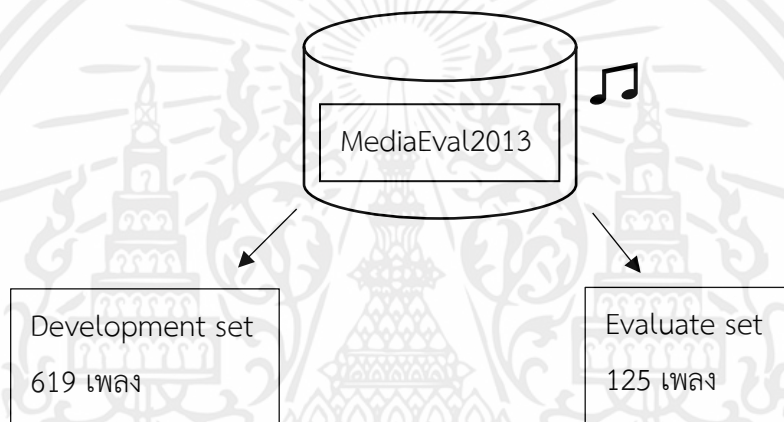 MediaEval2013
Development set
619 เพลง
Evaluate set
125 เพลง